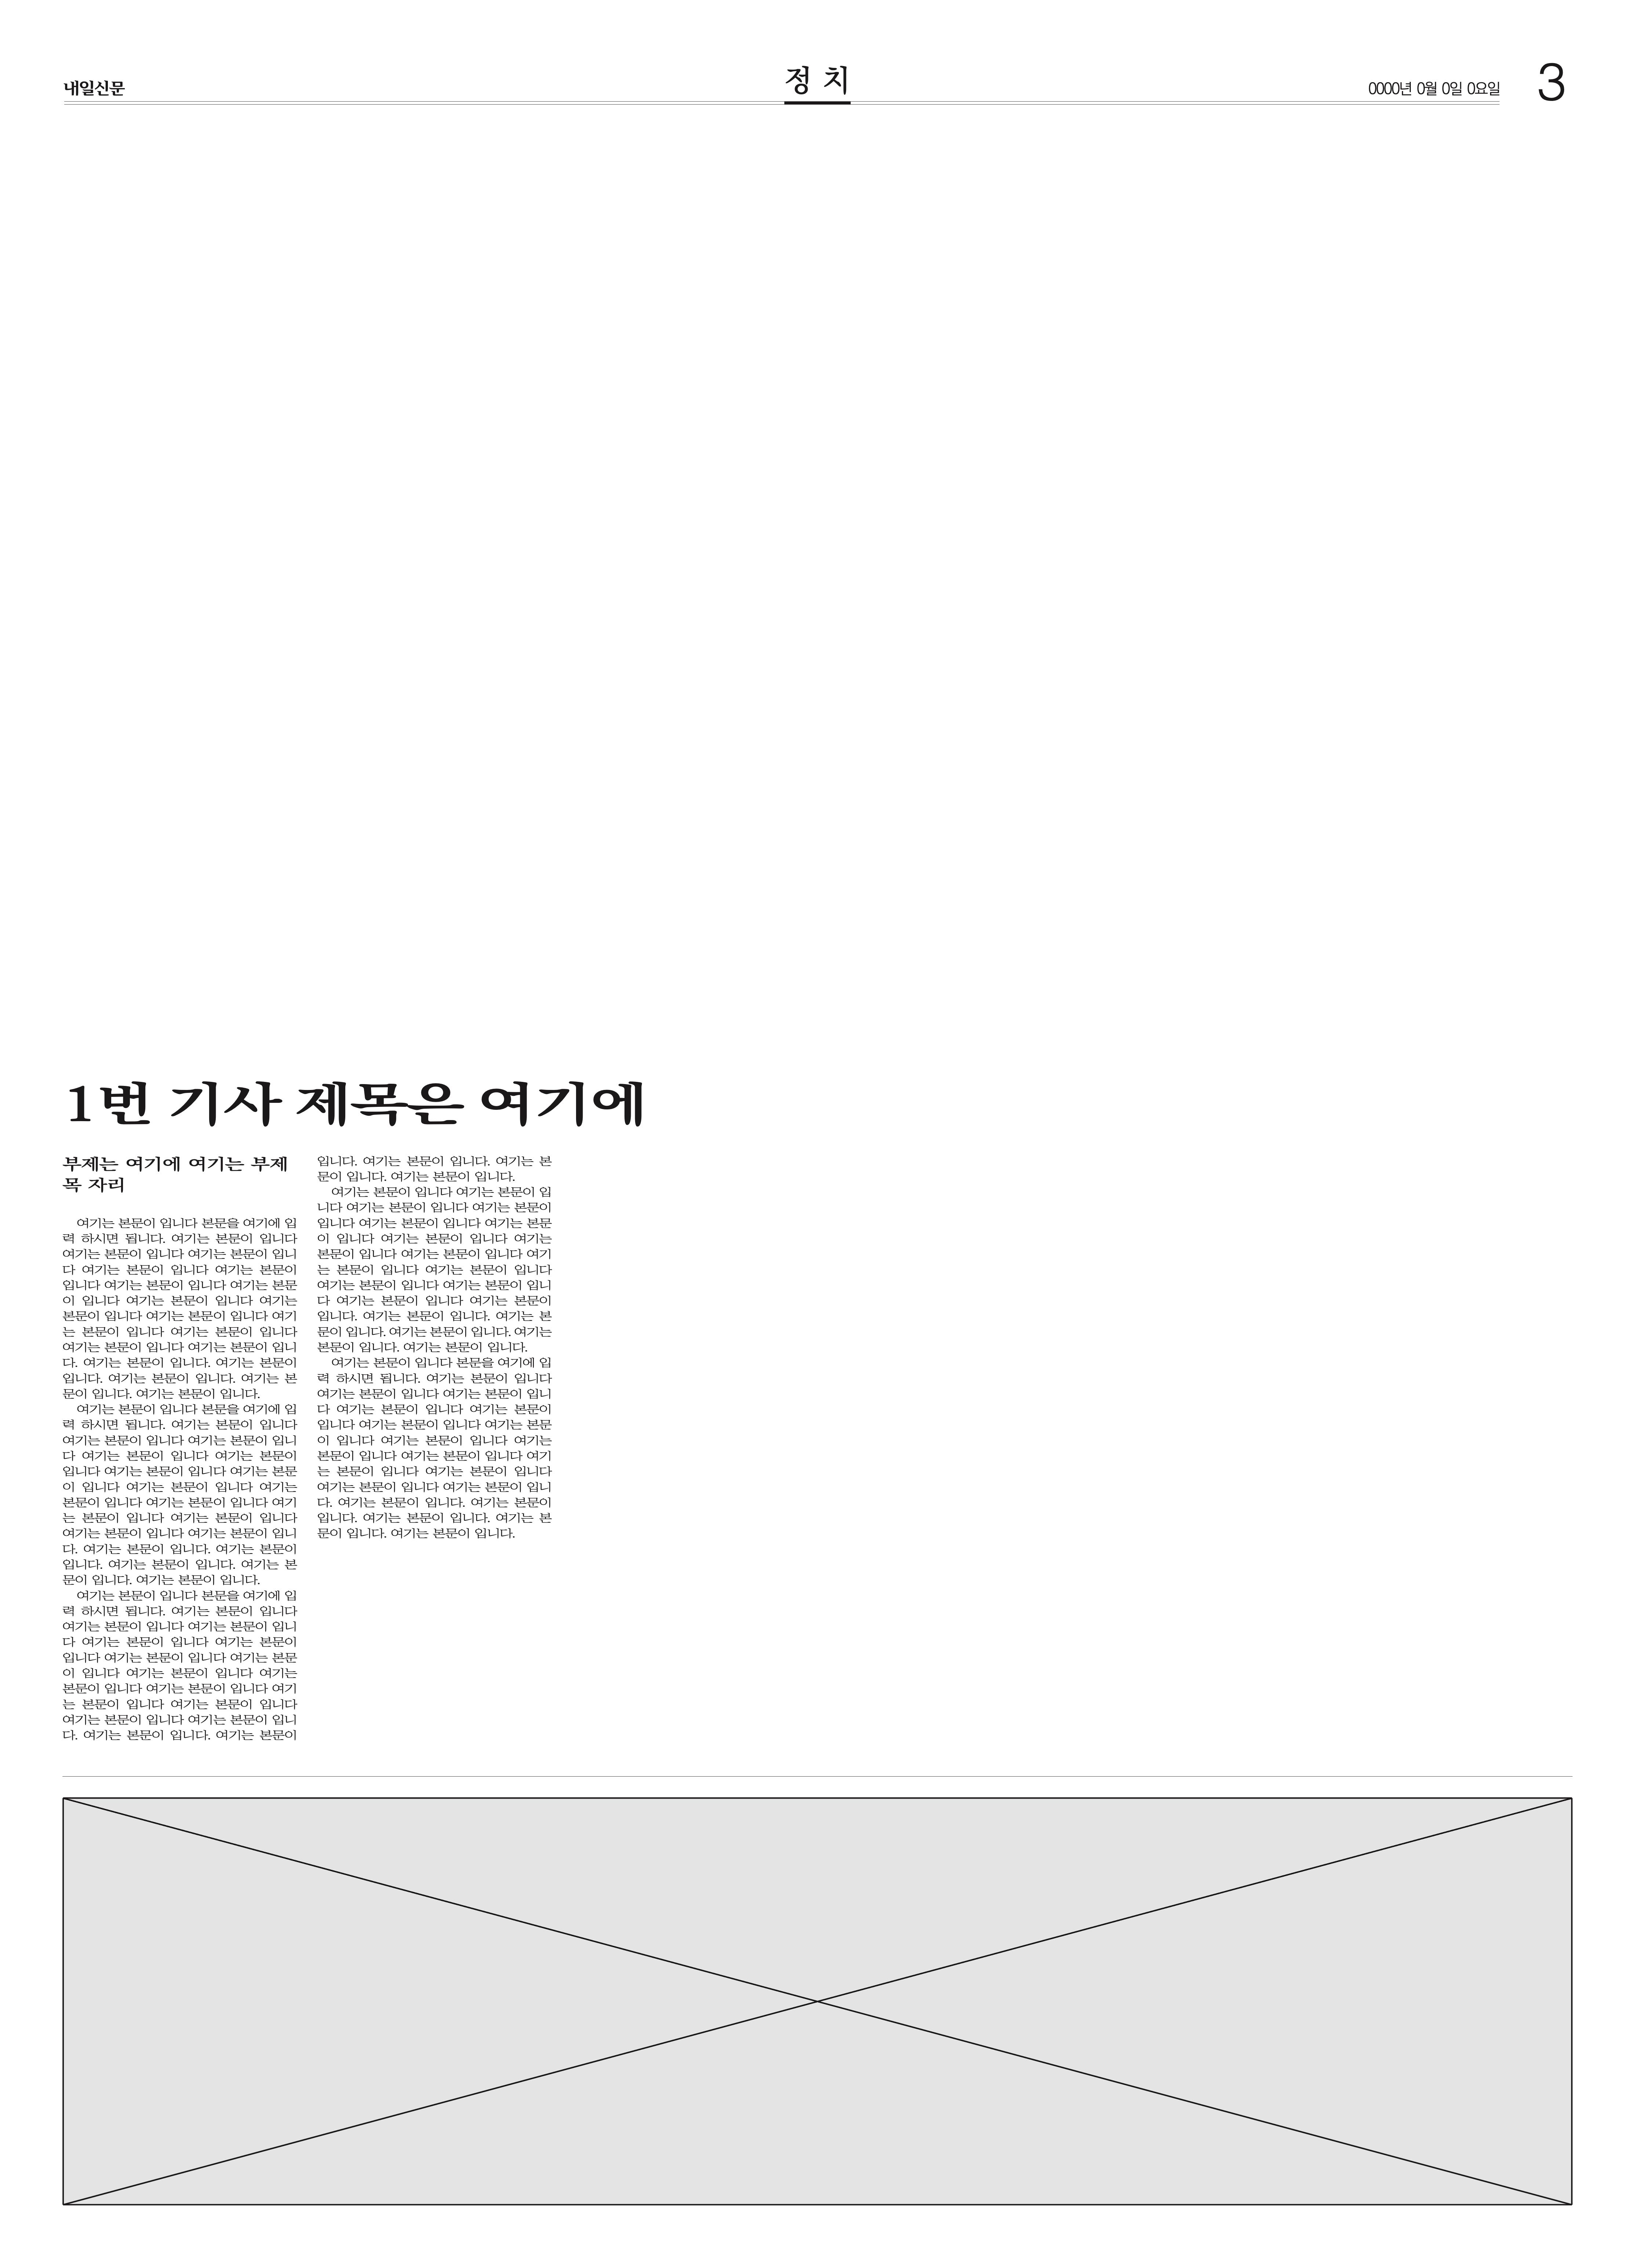 내일신문
정 치
0000년 0월 0일 0요일
3
1번 기사 제목은 여기에
부제는 여기에 여기는 부제
목 자리
여기는 본문이 입니다 본문을 여기에 입
력 하시면 됩니다. 여기는 본문이 입니다
여기는 본문이 입니다 여기는 본문이 입니
다 여기는 본문이 입니다 여기는 본문이
입니다 여기는 본문이 입니다 여기는 본문
이 입니다 여기는 본문이 입니다 여기는
본문이 입니다 여기는 본문이 입니다 여기
는 본문이 입니다 여기는 본문이 입니다
여기는 본문이 입니다 여기는 본문이 입니
다. 여기는 본문이 입니다. 여기는 본문이
입니다. 여기는 본문이 입니다. 여기는 본
문이 입니다. 여기는 본문이 입니다.
여기는 본문이 입니다 본문을 여기에 입
력 하시면 됩니다. 여기는 본문이 입니다
여기는 본문이 입니다 여기는 본문이 입니
다 여기는 본문이 입니다 여기는 본문이
입니다 여기는 본문이 입니다 여기는 본문
이 입니다 여기는 본문이 입니다 여기는
본문이 입니다 여기는 본문이 입니다 여기
는 본문이 입니다 여기는 본문이 입니다
여기는 본문이 입니다 여기는 본문이 입니
다. 여기는 본문이 입니다. 여기는 본문이
입니다. 여기는 본문이 입니다. 여기는 본
문이 입니다. 여기는 본문이 입니다.
여기는 본문이 입니다 본문을 여기에 입
력 하시면 됩니다. 여기는 본문이 입니다
여기는 본문이 입니다 여기는 본문이 입니
다 여기는 본문이 입니다 여기는 본문이
입니다 여기는 본문이 입니다 여기는 본문
이 입니다 여기는 본문이 입니다 여기는
본문이 입니다 여기는 본문이 입니다 여기
는 본문이 입니다 여기는 본문이 입니다
여기는 본문이 입니다 여기는 본문이 입니
다. 여기는 본문이 입니다. 여기는 본문이
입니다. 여기는 본문이 입니다. 여기는 본
문이 입니다. 여기는 본문이 입니다.
여기는 본문이 입니다 여기는 본문이 입
니다 여기는 본문이 입니다 여기는 본문이
입니다 여기는 본문이 입니다 여기는 본문
이 입니다 여기는 본문이 입니다 여기는
본문이 입니다 여기는 본문이 입니다 여기
는 본문이 입니다 여기는 본문이 입니다
여기는 본문이 입니다 여기는 본문이 입니
다 여기는 본문이 입니다 여기는 본문이
입니다. 여기는 본문이 입니다. 여기는 본
문이 입니다. 여기는 본문이 입니다. 여기는
본문이 입니다. 여기는 본문이 입니다.
여기는 본문이 입니다 본문을 여기에 입
력 하시면 됩니다. 여기는 본문이 입니다
여기는 본문이 입니다 여기는 본문이 입니
다 여기는 본문이 입니다 여기는 본문이
입니다 여기는 본문이 입니다 여기는 본문
이 입니다 여기는 본문이 입니다 여기는
본문이 입니다 여기는 본문이 입니다 여기
는 본문이 입니다 여기는 본문이 입니다
여기는 본문이 입니다 여기는 본문이 입니
다. 여기는 본문이 입니다. 여기는 본문이
입니다. 여기는 본문이 입니다. 여기는 본
문이 입니다. 여기는 본문이 입니다.